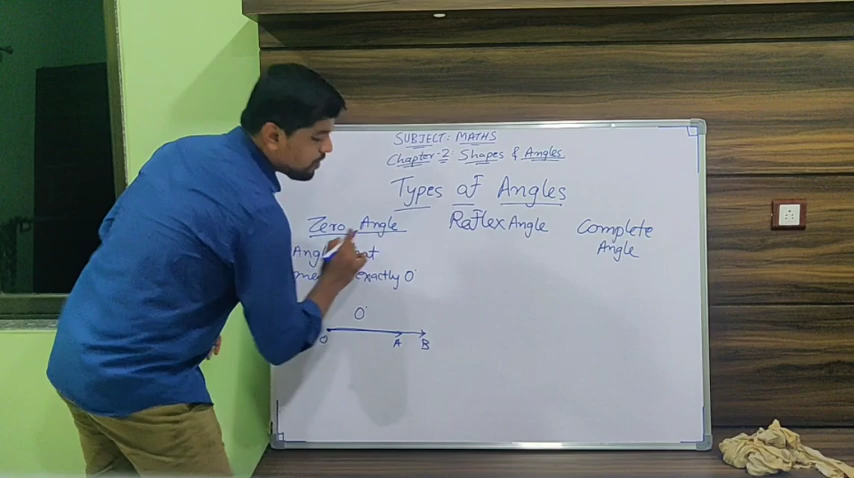 SUBJECT: MATHS
Chapter-2: Shapes & Angles
Types of Angles
Zero Angle
Reflex Angle
Complete
Angle
exactly 0°
0°
O A B